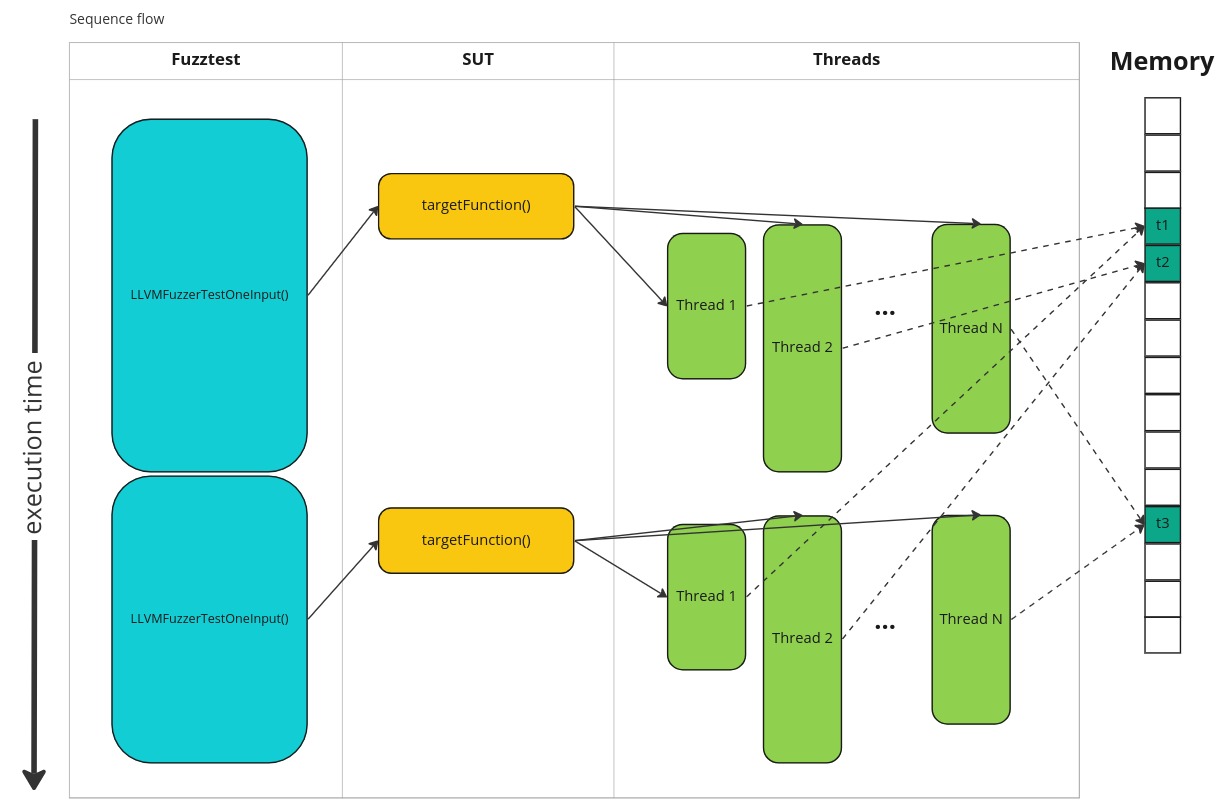 Sequence flow
Fuzztest
SUT
Threads
Memory
execution time
LLVMFuzzerTestOneInput()
targetFunction()
Thread 1
Thread 2
...
Thread N
t1
t2
LLVMFuzzerTestOneInput()
targetFunction()
Thread 1
Thread 2
...
Thread N
t3